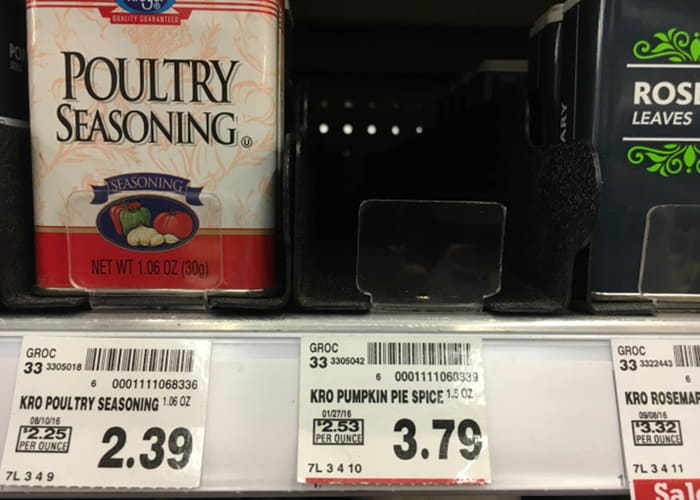 Kroger
QUALITY GUARANTEED
POULTRY
SEASONING
U
SEASONING
NET WT 1.06 OZ (30g)
ARY
LEAVES
GROC
33 3305018
6 0001111068336
KRO POULTRY SEASONING 1.06 OZ
08/10/16
$2.25
PER OUNCE
2.39
7L 3 4 9
GROC
33 3305042
6 0001111068339
KRO PUMPKIN PIE SPICE 1.5 OZ
01/27/16
$2.53
PER OUNCE
3.79
7L 3 4 10
GROC
33 3322443
6
KRO ROSEMAR
09/08/16
$3.32
PER OUNCE
7L 3 4 11
Sal